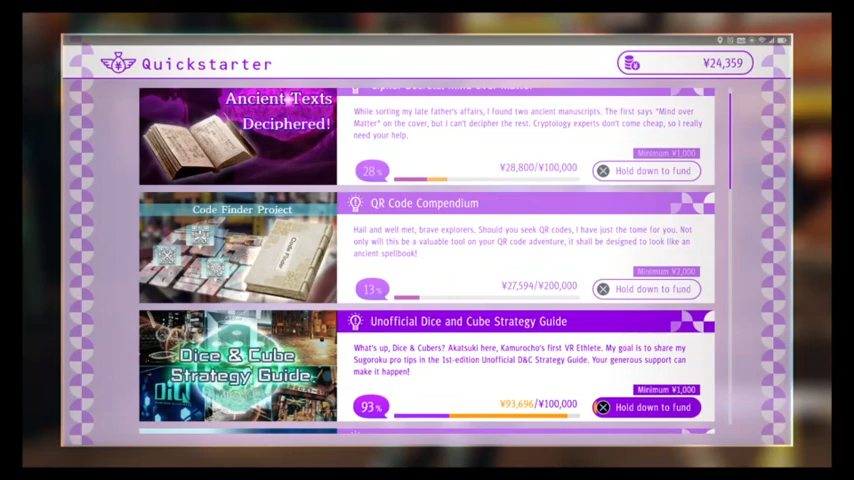 Quickstarter
¥24,359
Ancient Texts
Deciphered!
Mind Over Matter
While sorting my late father's affairs, I found two ancient manuscripts. The first says "Mind over
Matter" on the cover, but I can't decipher the rest. Cryptology experts don't come cheap, so I really
need your help.
Minimum ¥1,000
28%
¥28,800/¥100,000
Hold down to fund
Code Finder Project
Code Finder
QR Code Compendium
Hail and well met, brave explorers. Should you seek QR codes, I have just the tome for you. Not
only will this be a valuable tool on your QR code adventure, it shall be designed to look like an
ancient spellbook!
Minimum ¥2,000
13%
¥27,594/¥200,000
Hold down to fund
Dice & Cube
Strategy Guide
Unofficial Dice and Cube Strategy Guide
What's up, Dice & Cubers? Akatsuki here, Kamurocho's first VR Ethlete. My goal is to share my
Sugoroku pro tips in the 1st-edition Unofficial D&C Strategy Guide. Your generous support can
make it happen!
Minimum ¥1,000
93%
¥93,696/¥100,000
Hold down to fund